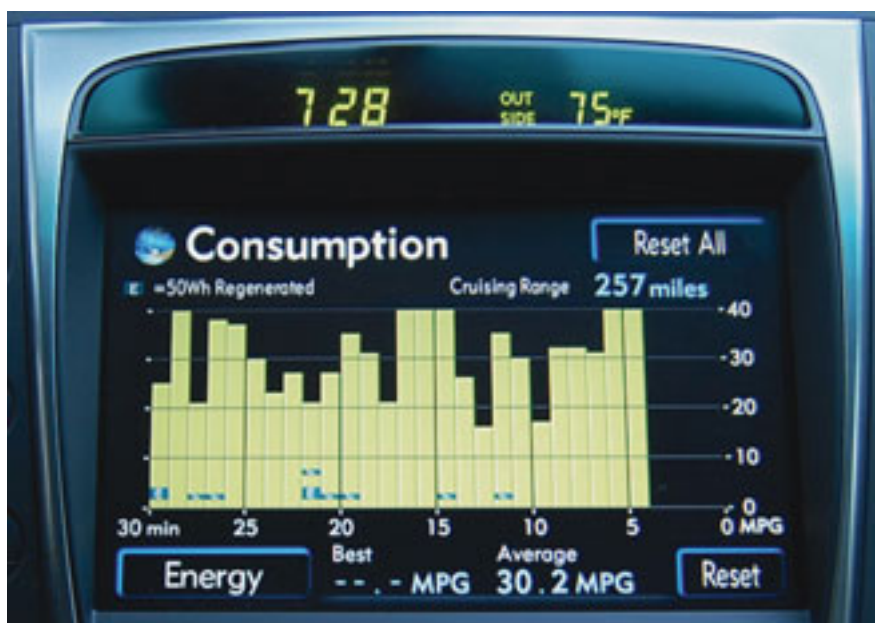 7 28 OUT SIDE 75°F
Consumption Reset All
E =50Wh Regenerated Cruising Range 257 miles
40
30
20
10
0
30 min 25 20 15 10 5 0 MPG
Energy Best --.- MPG Average 30.2 MPG Reset